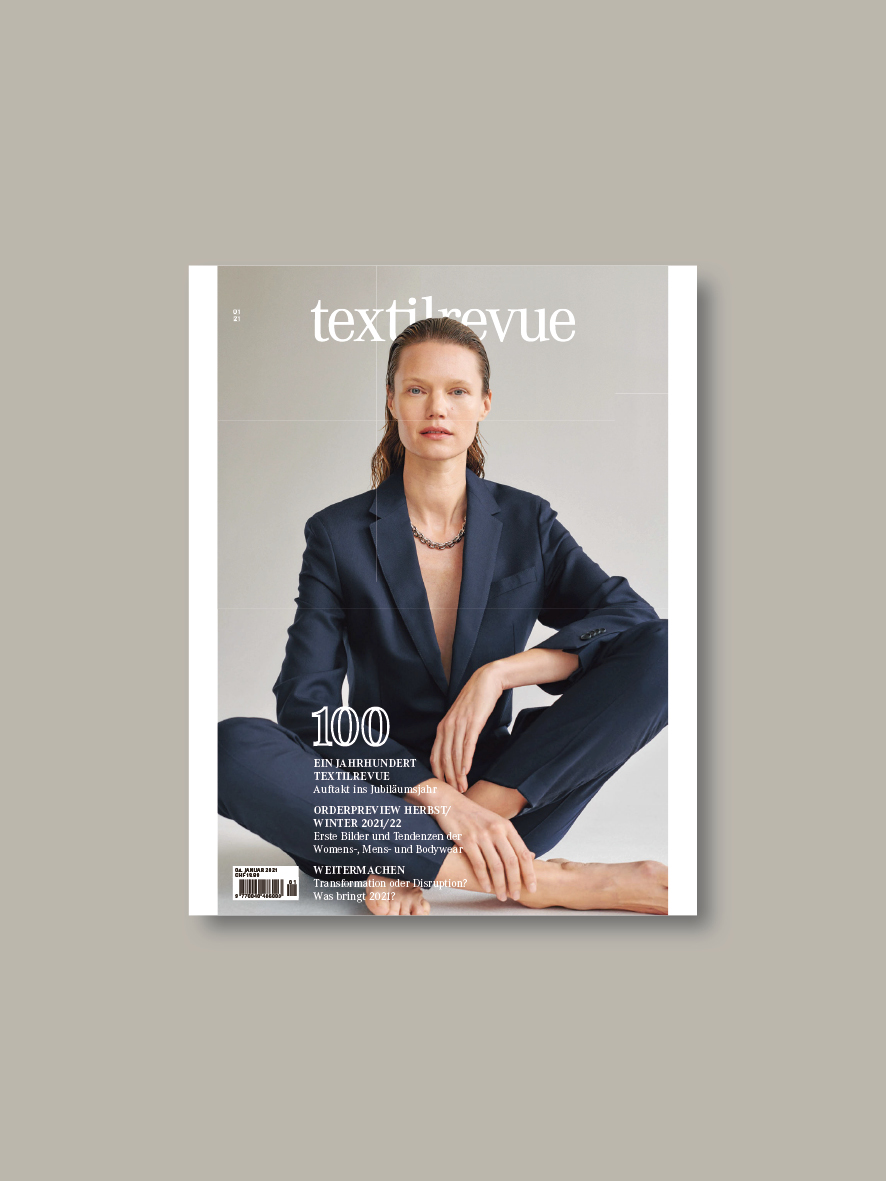 01
21
textilrevue
100
EIN JAHRHUNDERT
TEXTILREVUE
Auftakt ins Jubiläumsjahr
ORDERPREVIEW HERBST/
WINTER 2021/22
Erste Bilder und Tendenzen der
Womens-, Mens- und Bodywear
WEITERMACHEN
Transformation oder Disruption?
Was bringt 2021?
04. JANUAR 2021